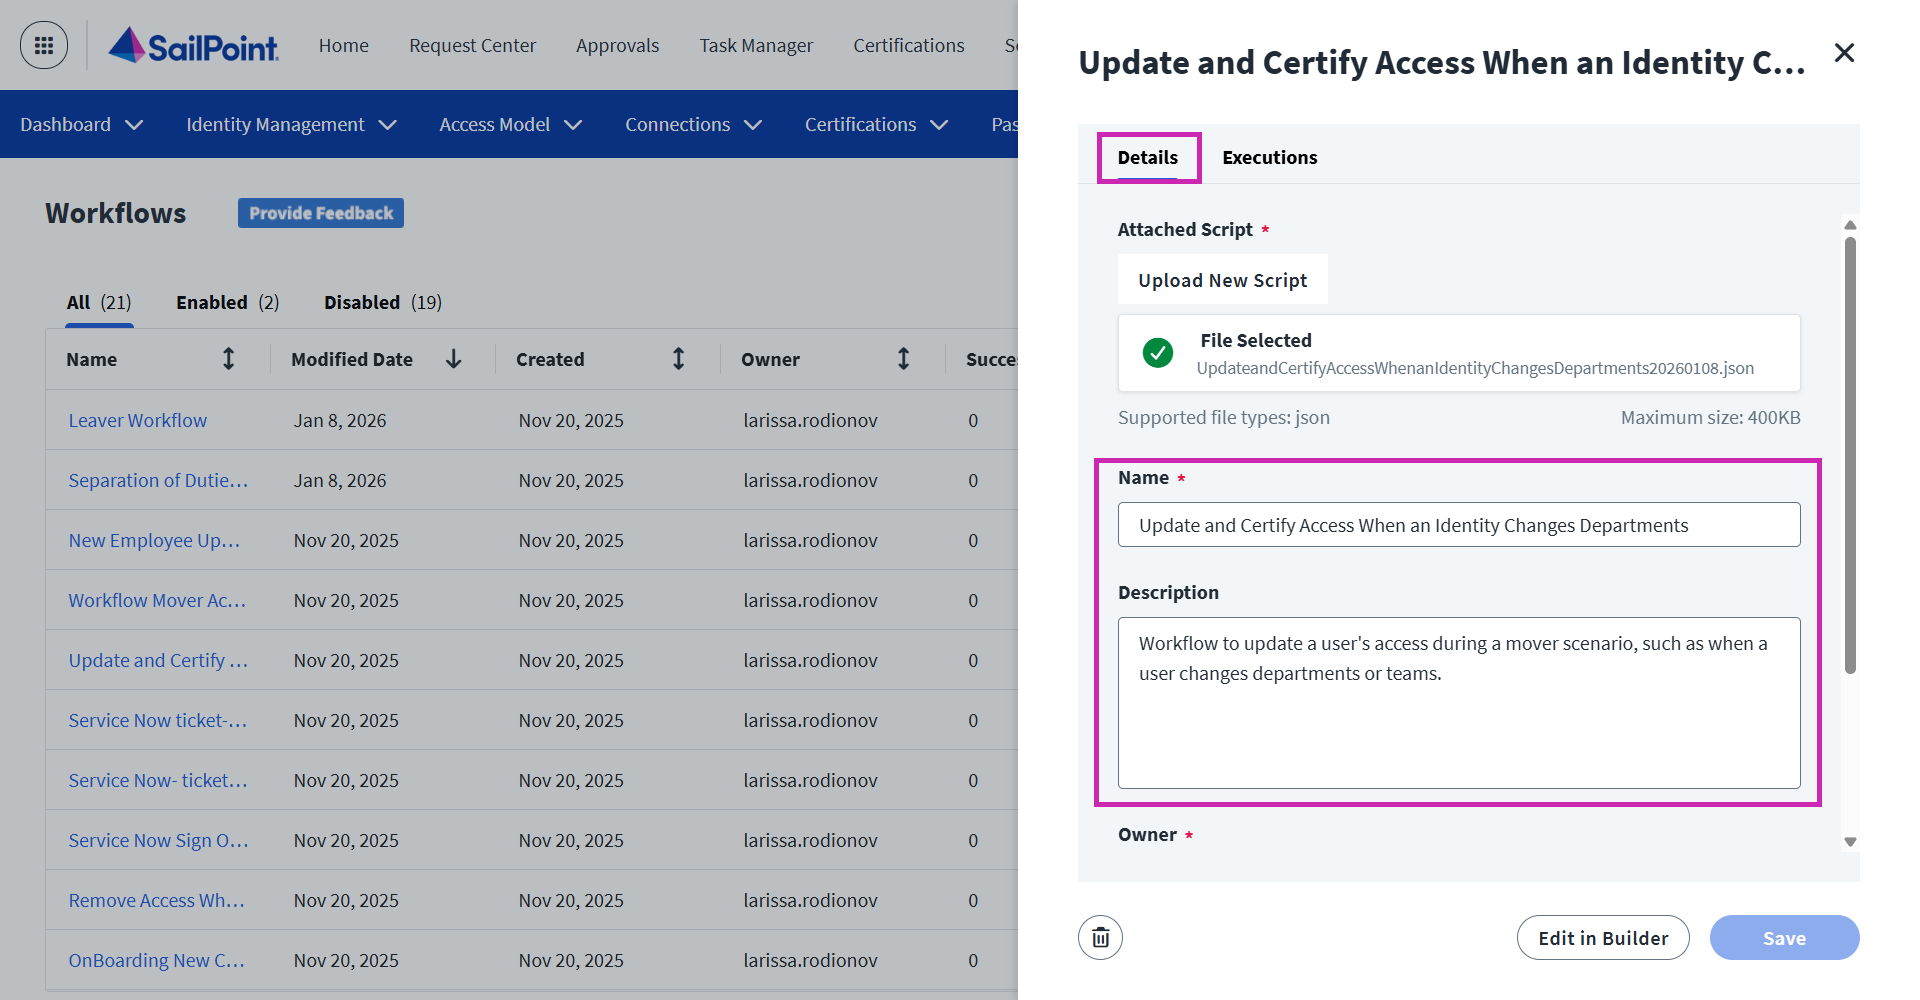 SailPoint
Home
Request Center
Approvals
Task Manager
Certifications
Dashboard
Identity Management
Access Model
Connections
Certifications
Workflows
Provide Feedback
All (21)
Enabled (2)
Disabled (19)
Name
Modified Date
Created
Owner
Leaver Workflow Jan 8, 2026 Nov 20, 2025 larissa.rodionov 0
Separation of Dutie... Jan 8, 2026 Nov 20, 2025 larissa.rodionov 0
New Employee Up... Nov 20, 2025 Nov 20, 2025 larissa.rodionov 0
Workflow Mover Ac... Nov 20, 2025 Nov 20, 2025 larissa.rodionov 0
Update and Certify ... Nov 20, 2025 Nov 20, 2025 larissa.rodionov 0
Service Now ticket-... Nov 20, 2025 Nov 20, 2025 larissa.rodionov 0
Service Now- ticket... Nov 20, 2025 Nov 20, 2025 larissa.rodionov 0
Service Now Sign O... Nov 20, 2025 Nov 20, 2025 larissa.rodionov 0
Remove Access Wh... Nov 20, 2025 Nov 20, 2025 larissa.rodionov 0
OnBoarding New C... Nov 20, 2025 Nov 20, 2025 larissa.rodionov 0
Update and Certify Access When an Identity C...
Details
Executions
Attached Script *
Upload New Script
File Selected
UpdateandCertifyAccessWhenanIdentityChangesDepartments20260108.json
Supported file types: json
Maximum size: 400KB
Name *
Update and Certify Access When an Identity Changes Departments
Description
Workflow to update a user's access during a mover scenario, such as when a
user changes departments or teams.
Owner *
Edit in Builder
Save